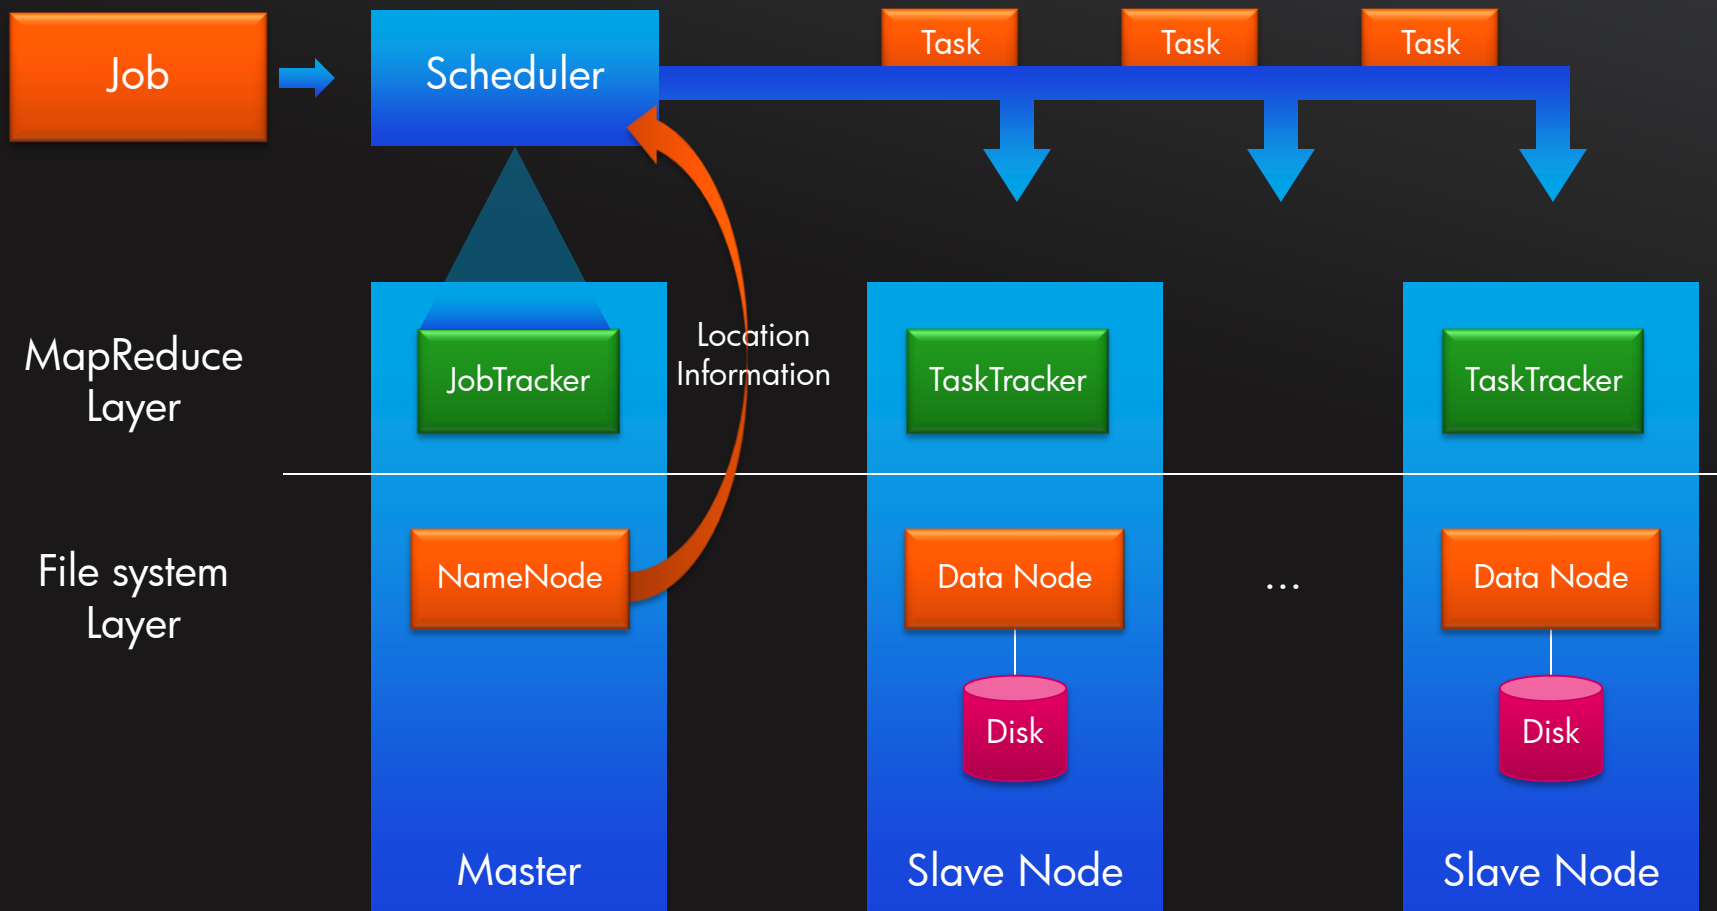 Job
Scheduler
Task
Task
Task
MapReduce
Layer
JobTracker
Location
Information
TaskTracker
TaskTracker
File system
Layer
NameNode
Data Node
...
Data Node
Disk
Disk
Master
Slave Node
Slave Node